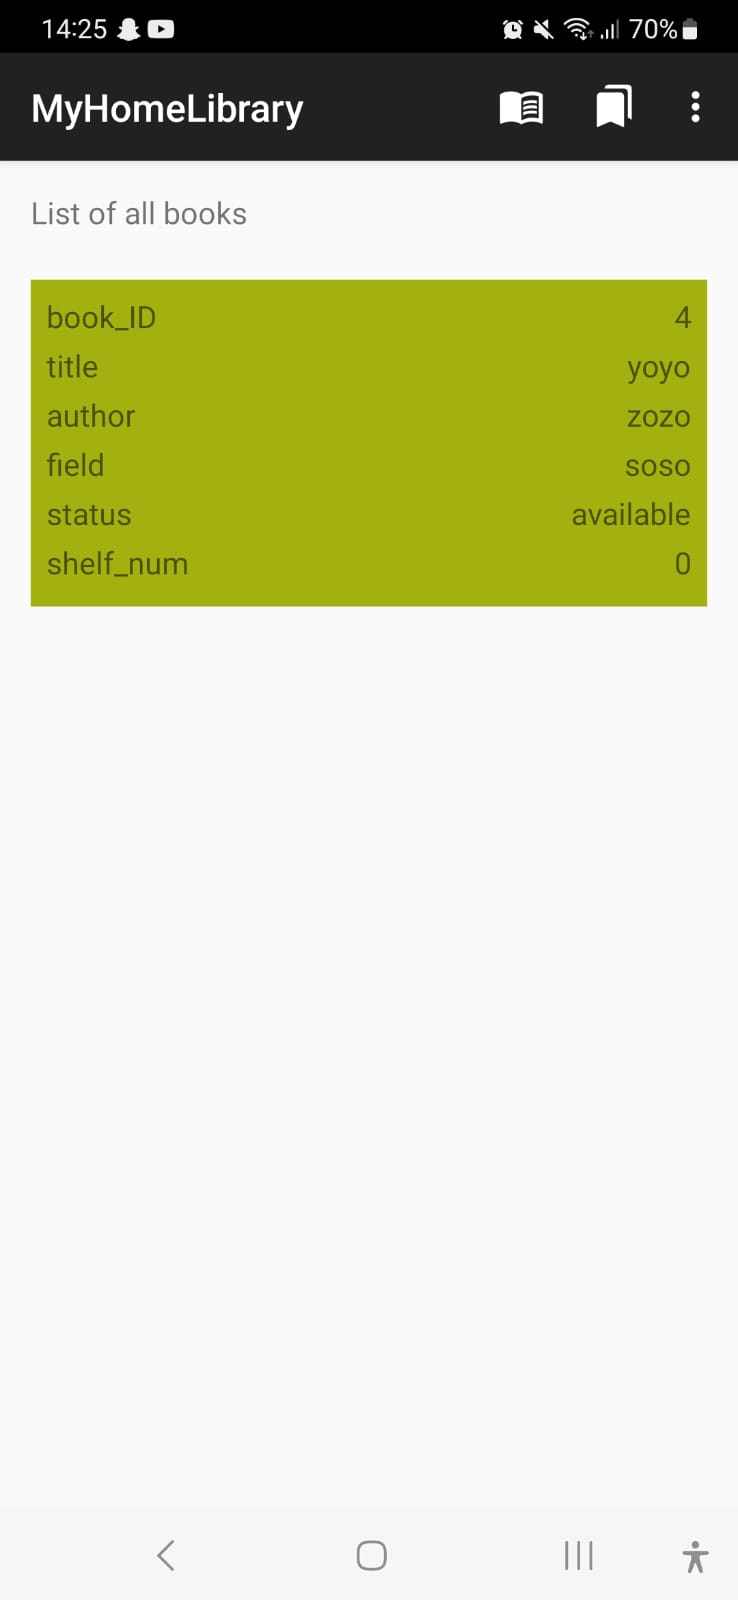 14:25 70%
MyHomeLibrary
List of all books
book_ID 4
title yoyo
author zozo
field soso
status available
shelf_num 0